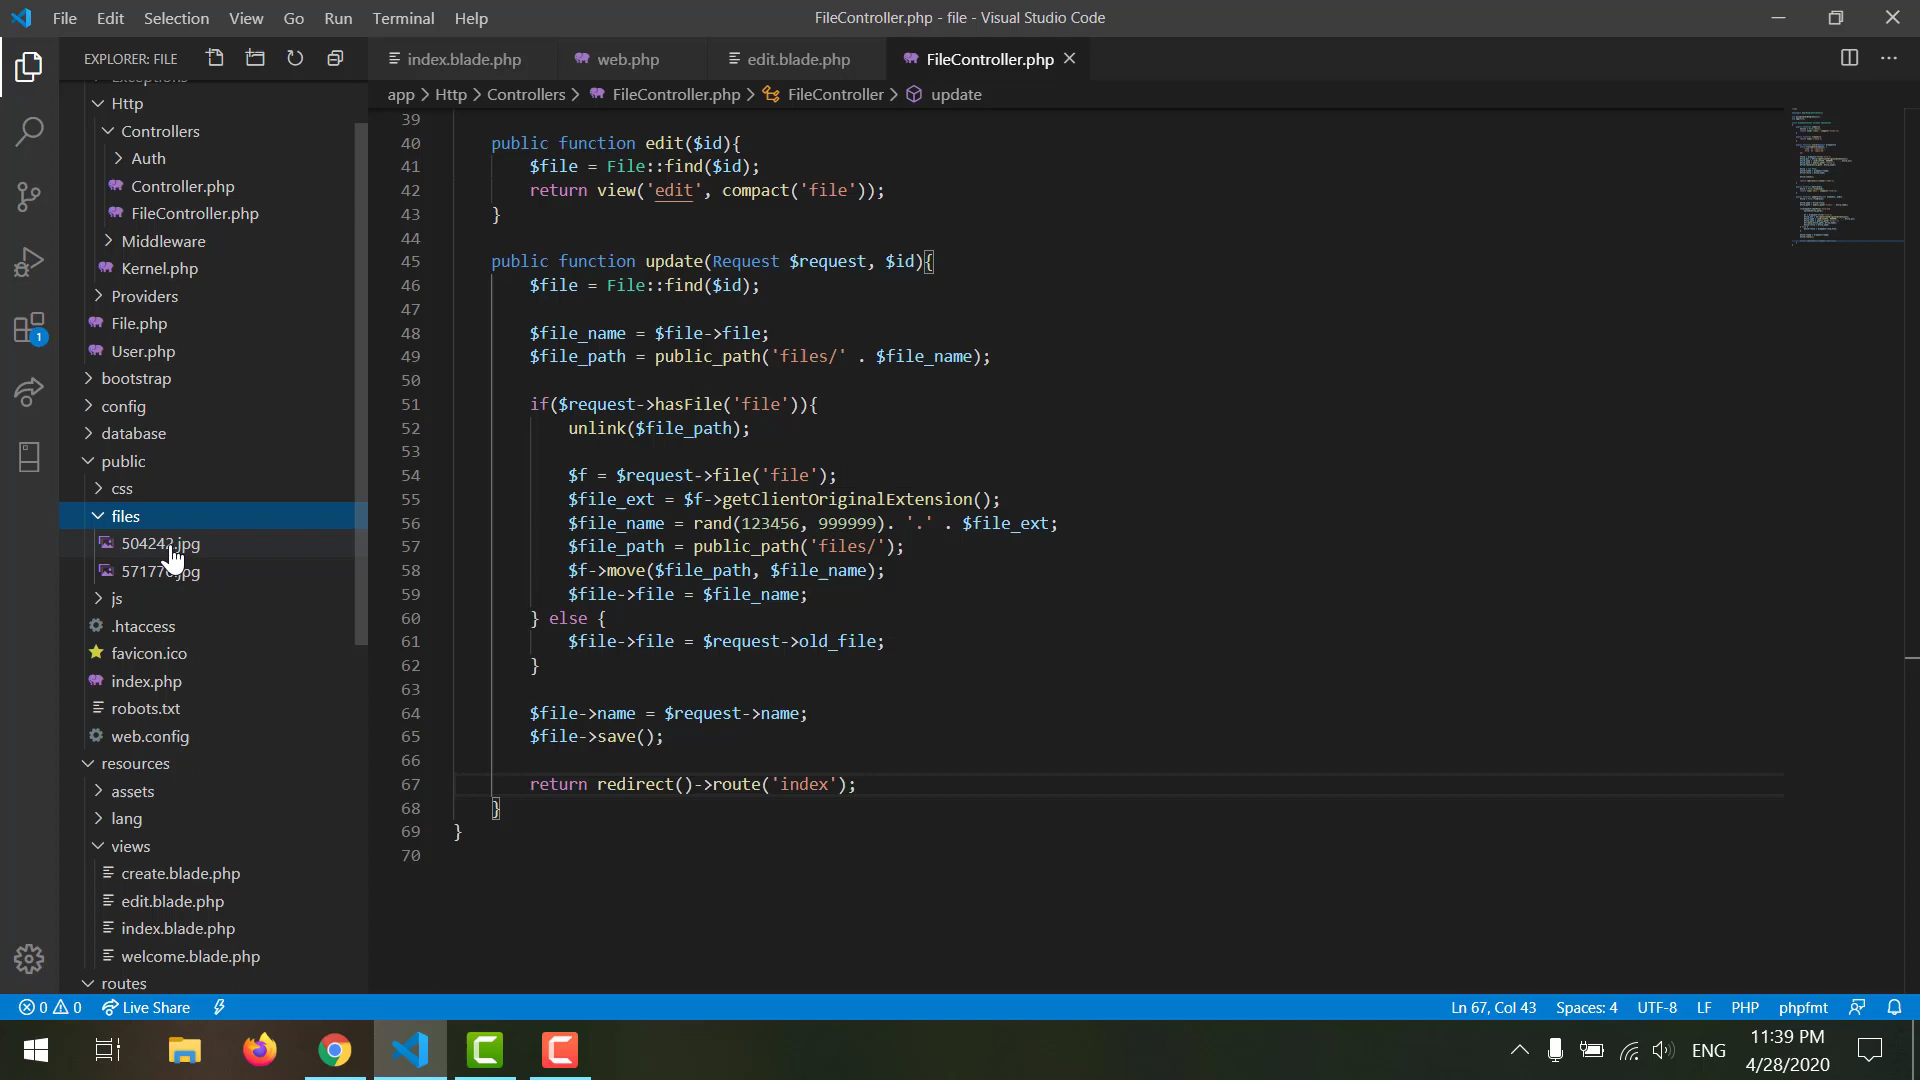 File Edit Selection View Go Run Terminal Help
FileController.php - file - Visual Studio Code
EXPLORER: FILE
Exceptions
Http
Controllers
Auth
Controller.php
FileController.php
Middleware
Kernel.php
Providers
File.php
User.php
bootstrap
config
database
public
css
files
504242.jpg
js
.htaccess
favicon.ico
index.php
robots.txt
web.config
resources
assets
lang
views
create.blade.php
edit.blade.php
index.blade.php
welcome.blade.php
routes
1
index.blade.php web.php edit.blade.php FileController.php
app > Http > Controllers > FileController.php > FileController > update
39
40 public function edit($id){
41 $file = File::find($id);
42 return view('edit', compact('file'));
43 }
44
45 public function update(Request $request, $id){
46 $file = File::find($id);
47
48 $file_name = $file->file;
49 $file_path = public_path('files/' . $file_name);
50
51 if($request->hasFile('file')){
52 unlink($file_path);
53
54 $f = $request->file('file');
55 $file_ext = $f->getClientOriginalExtension();
56 $file_name = rand(123456, 999999). '.' . $file_ext;
57 $file_path = public_path('files/');
58 $f->move($file_path, $file_name);
59 $file->file = $file_name;
60 } else {
61 $file->file = $request->old_file;
62 }
63
64 $file->name = $request->name;
65 $file->save();
66
67 return redirect()->route('index');
68 }
69 }
70
0 0 Live Share
Ln 67, Col 43 Spaces: 4 UTF-8 LF PHP phpfmt
ENG
11:39 PM
4/28/2020